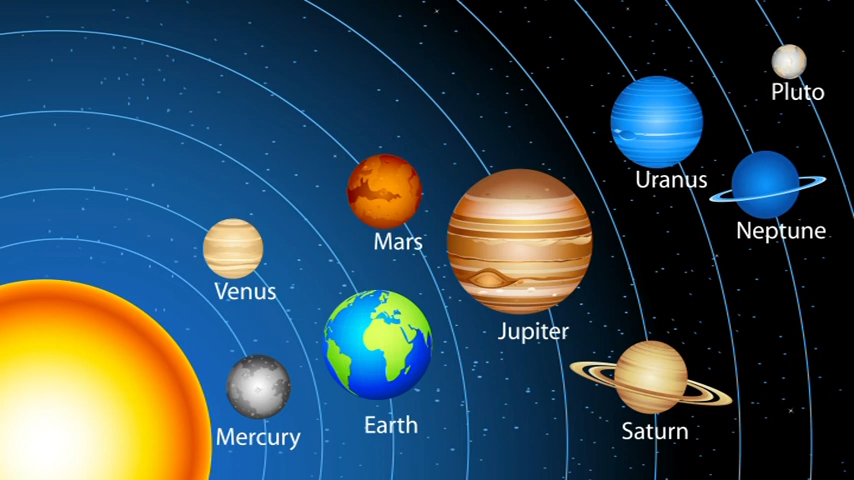 Pluto
Uranus
Neptune
Mars
Venus
Jupiter
Earth
Saturn
Mercury